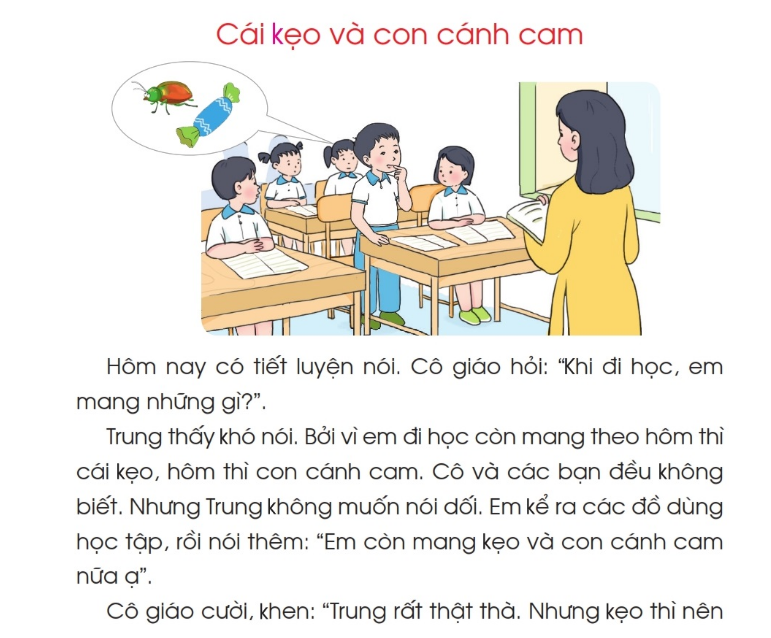 Cái kẹo và con cánh cam
Hôm nay có tiết luyện nói. Cô giáo hỏi: “Khi đi học, em
mang những gì?”.
Trung thấy khó nói. Bởi vì em đi học còn mang theo hôm thì
cái kẹo, hôm thì con cánh cam. Cô và các bạn đều không
biết. Nhưng Trung không muốn nói dối. Em kể ra các đồ dùng
học tập, rồi nói thêm: “Em còn mang kẹo và con cánh cam
nữa ạ”.
Cô giáo cười, khen: “Trung rất thật thà. Nhưng kẹo thì nên